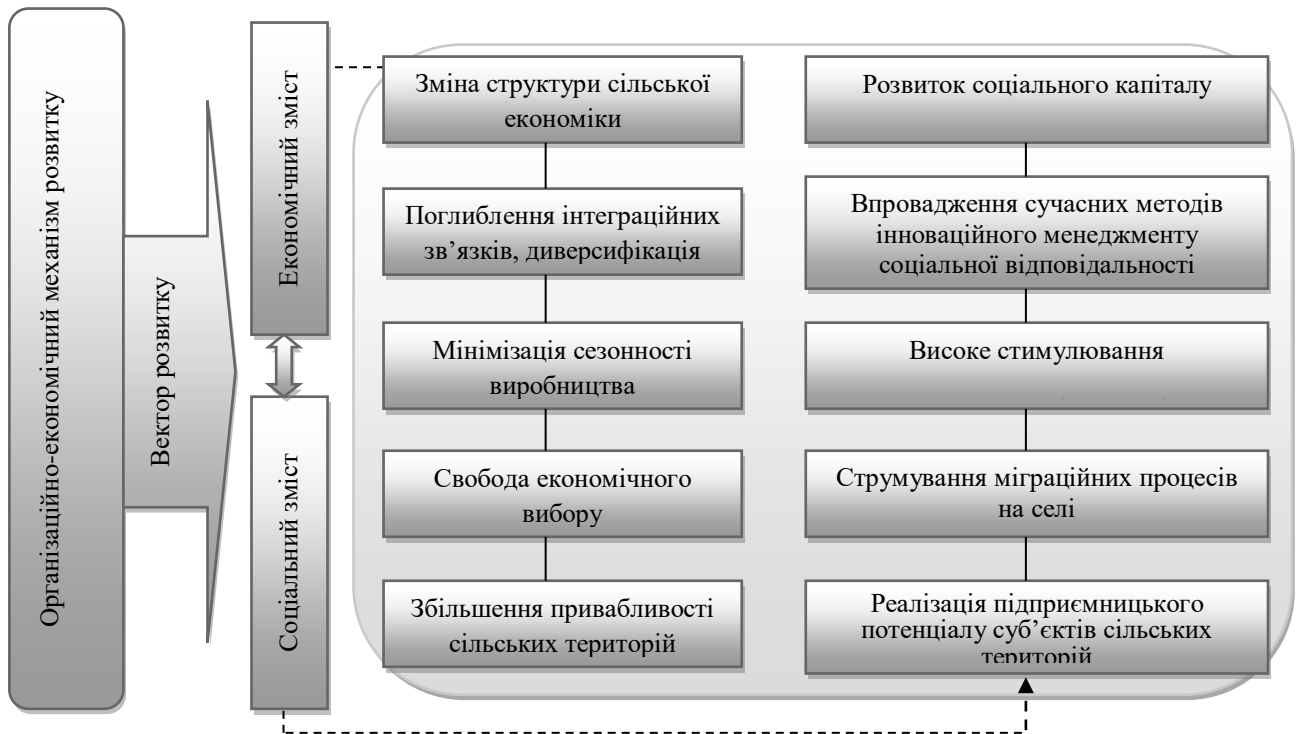 Організаційно-економічний механізм розвитку
Вектор розвитку
Економічний зміст
Соціальний зміст
Зміна структури сільської
економіки
Поглиблення інтеграційних
зв’язків, диверсифікація
Мінімізація сезонності
виробництва
Свобода економічного
вибору
Збільшення привабливості
сільських територій
Розвиток соціального капіталу
Впровадження сучасних методів
інноваційного менеджменту
соціальної відповідальності
Високе стимулювання
Струмування міграційних процесів
на селі
Реалізація підприємницького
потенціалу суб’єктів сільських
територій